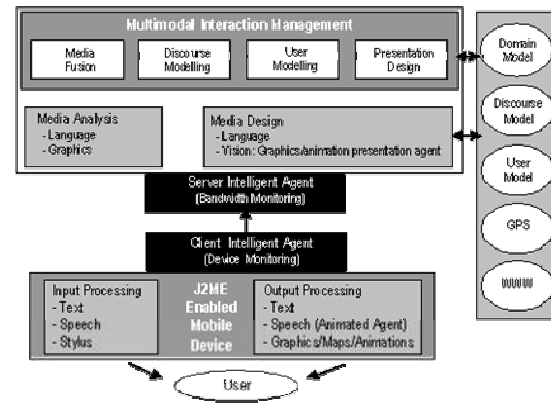 Multimodal Interaction Management
Media
Fusion
Discourse
Modelling
User
Modelling
Presentation
Design
Media Analysis
- Language
- Graphics
Media Design
- Language
- Vision: Graphics/animation presentation agent
Server Intelligent Agent
(Bandwidth Monitoring)
Client Intelligent Agent
(Device Monitoring)
Input Processing
- Text
- Speech
- Stylus
J2ME
Enabled
Mobile
Device
Output Processing
- Text
- Speech (Animated Agent)
- Graphics/Maps/Animations
User
Domain
Model
Discourse
Model
User
Model
GPS
WWW